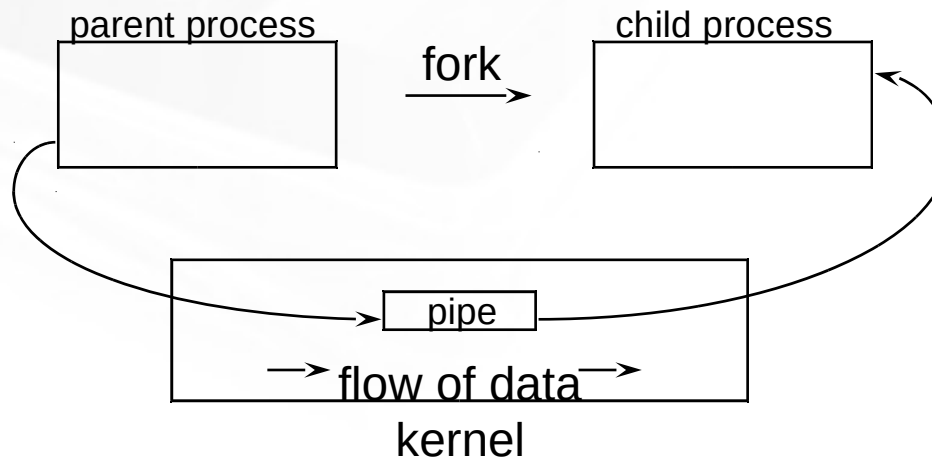 parent process
child process
fork
pipe
flow of data
kernel